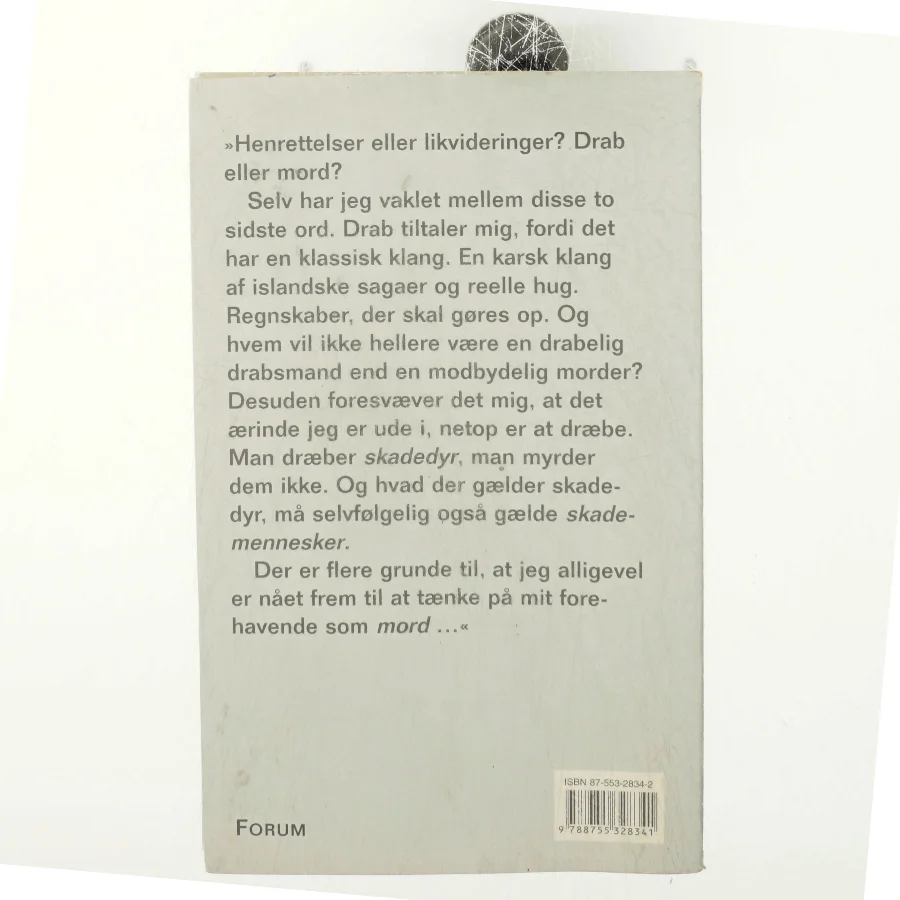 »Henrettelser eller likvideringer? Drab
eller mord?
Selv har jeg vaklet mellem disse to
sidste ord. Drab tiltaler mig, fordi det
har en klassisk klang. En karsk klang
af islandske sagaer og reelle hug.
Regnskaber, der skal gøres op. Og
hvem vil ikke hellere være en drabelig
drabsmand end en modbydelig morder?
Desuden foresvæver det mig, at det
ærinde jeg er ude i, netop er at dræbe.
Man dræber skadedyr, man myrder
dem ikke. Og hvad der gælder skade-
dyr, må selvfølgelig også gælde skade-
mennesker.
Der er flere grunde til, at jeg alligevel
er nået frem til at tænke på mit fore-
havende som mord ...«
ISBN 87-553-2834-2
9 788755 328341
FORUM